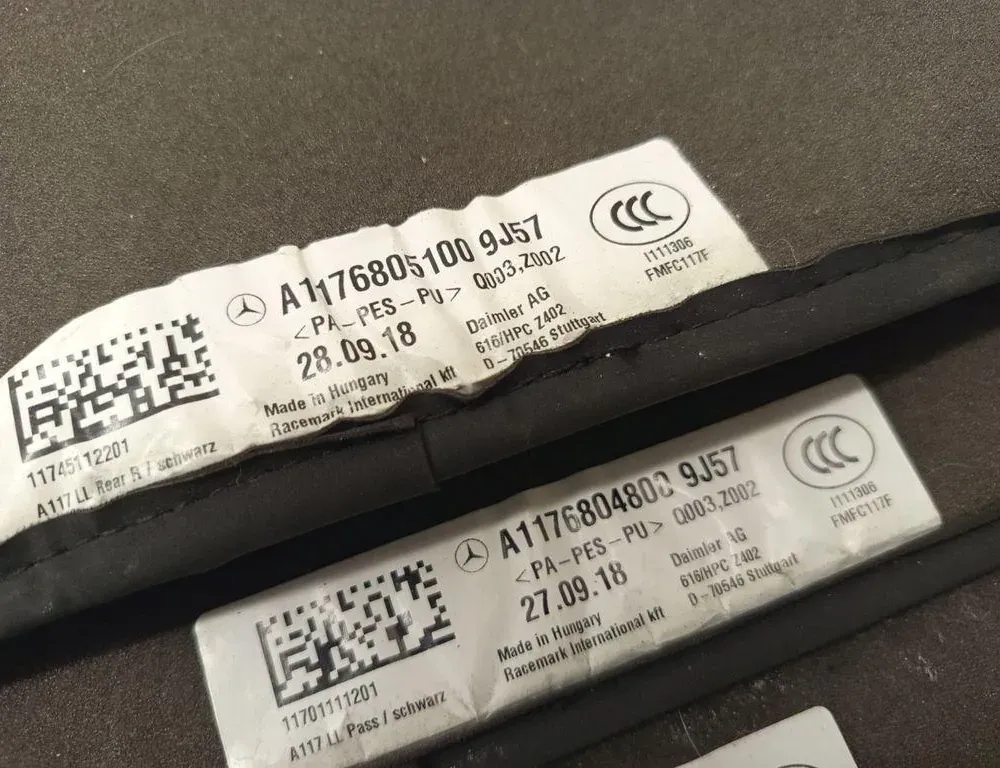 A1176805100 9J57
<PA-PES-PU> Q003,Z002
28.09.18
Daimler AG
616/HPC Z402
D-70546 Stuttgart
Made in Hungary
Racemark International kft
CCC
I111306
FMFC117F
11745112201
A117 LL Rear R / schwarz
A1176804800 9J57
<PA-PES-PU> Q003,Z002
27.09.18
Daimler AG
616/HPC Z402
D-70546 Stuttgart
Made in Hungary
Racemark International kft
CCC
I111306
FMFC117F
11701111201
A117 LL Pass / schwarz